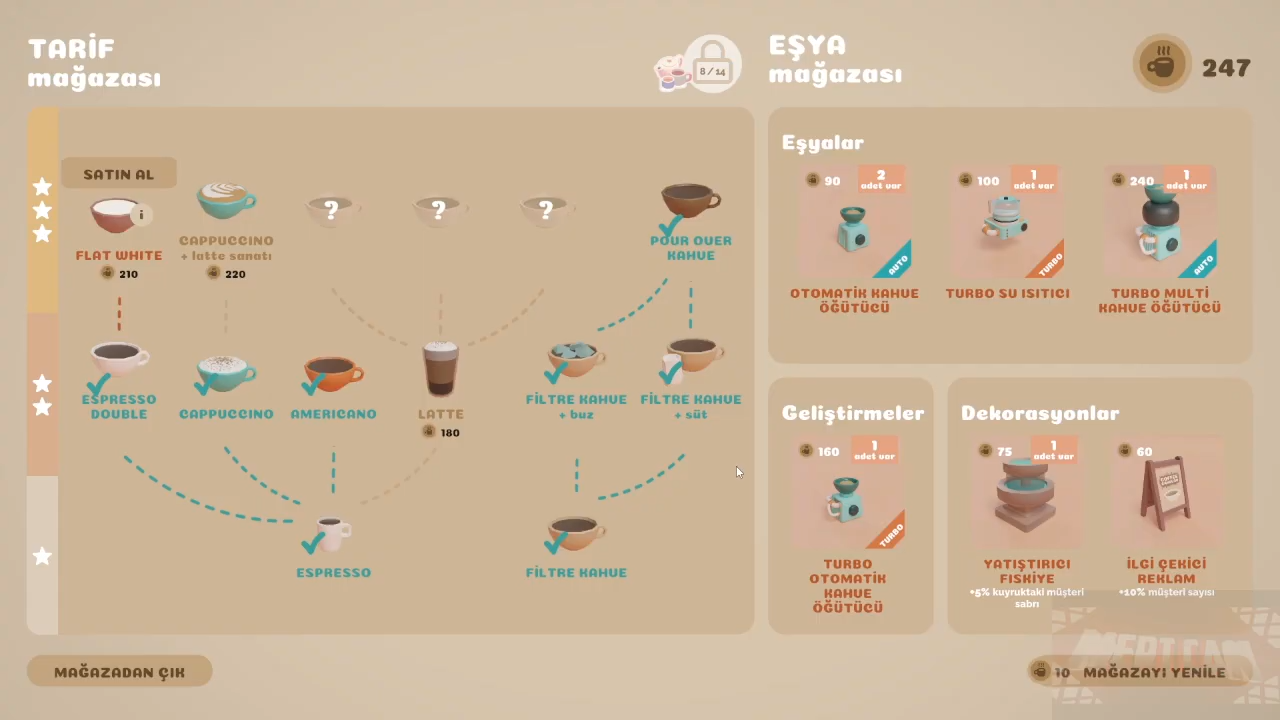 TARİF
mağazası
8/14
EŞYA
mağazası
247
SATIN AL
i
FLAT WHITE
210
CAPPUCCINO
+ latte sanatı
220
?
?
?
POUR OVER
KAHVE
ESPRESSO
DOUBLE
CAPPUCCINO
AMERICANO
LATTE
180
FİLTRE KAHVE
+ buz
FİLTRE KAHVE
+ süt
ESPRESSO
FİLTRE KAHVE
Eşyalar
90
2
adet var
AUTO
OTOMATİK KAHVE
ÖĞÜTÜCÜ
100
1
adet var
TURBO
TURBO SU ISITICI
240
1
adet var
AUTO
TURBO MULTİ
KAHVE ÖĞÜTÜCÜ
Geliştirmeler
160
1
adet var
TURBO
TURBO
OTOMATİK
KAHVE
ÖĞÜTÜCÜ
Dekorasyonlar
75
1
adet var
YATIŞTIRICI
FISKİYE
+5% kuyruktaki müşteri
sabrı
60
İLGİ ÇEKİCİ
REKLAM
+10% müşteri sayısı
MAĞAZADAN ÇIK
10 MAĞAZAYI YENİLE